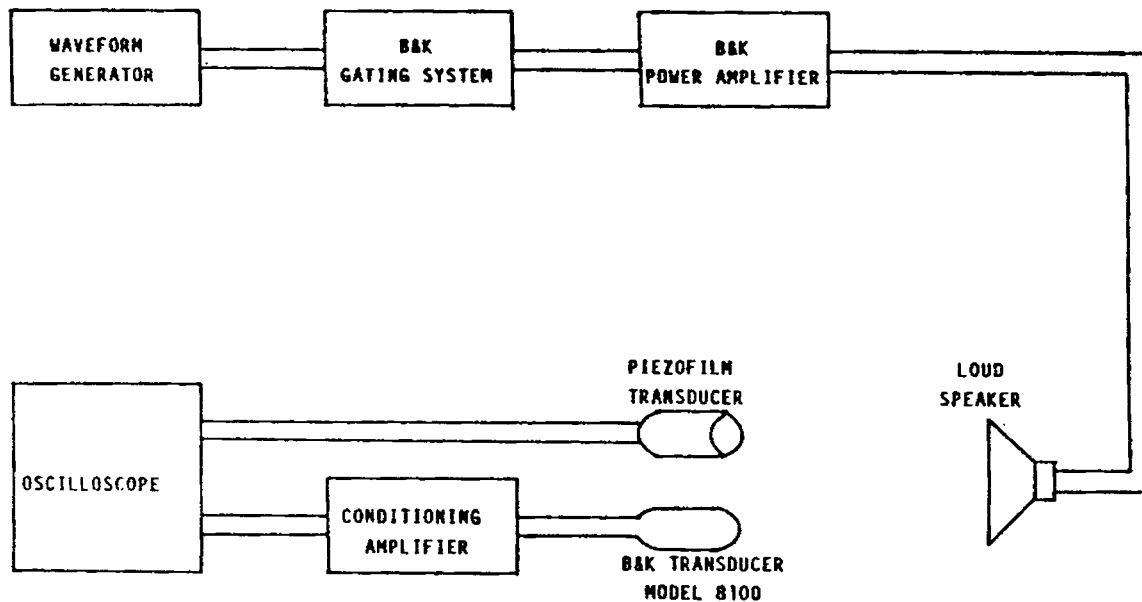 WAVEFORM
GENERATOR
B&K
GATING SYSTEM
B&K
POWER AMPLIFIER
PIEZOFILM
TRANSDUCER
LOUD
SPEAKER
OSCILLOSCOPE
CONDITIONING
AMPLIFIER
B&K TRANSDUCER
MODEL 8100